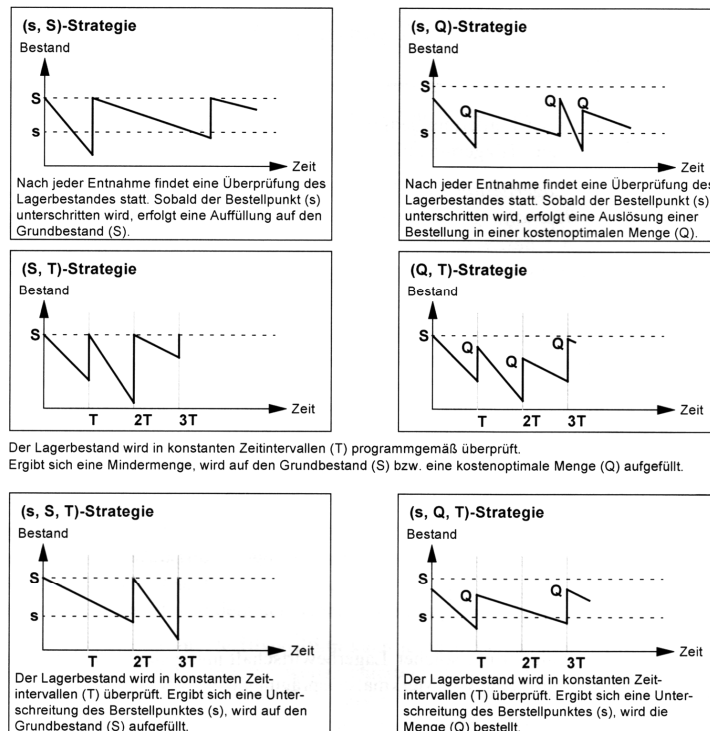 (s, S)-Strategie
Bestand
S
s
Zeit
Nach jeder Entnahme findet eine Überprüfung des
Lagerbestandes statt. Sobald der Bestellpunkt (s)
unterschritten wird, erfolgt eine Auffüllung auf den
Grundbestand (S).
(s, Q)-Strategie
Bestand
S
Q
Q
Q
s
Zeit
Nach jeder Entnahme findet eine Überprüfung des
Lagerbestandes statt. Sobald der Bestellpunkt (s)
unterschritten wird, erfolgt eine Auslösung einer
Bestellung in einer kostenoptimalen Menge (Q).
(S, T)-Strategie
Bestand
S
T 2T 3T
Zeit
(Q, T)-Strategie
Bestand
S
Q
Q
Q
T 2T 3T
Zeit
Der Lagerbestand wird in konstanten Zeitintervallen (T) programmgemäß überprüft.
Ergibt sich eine Mindermenge, wird auf den Grundbestand (S) bzw. eine kostenoptimale Menge (Q) aufgefüllt.
(s, S, T)-Strategie
Bestand
S
s
T 2T 3T
Zeit
Der Lagerbestand wird in konstanten Zeit-
intervallen (T) überprüft. Ergibt sich eine Unter-
schreitung des Bestellpunktes (s), wird auf den
Grundbestand (S) aufgefüllt.
(s, Q, T)-Strategie
Bestand
S
Q
Q
s
T 2T 3T
Zeit
Der Lagerbestand wird in konstanten Zeit-
intervallen (T) überprüft. Ergibt sich eine Unter-
schreitung des Berstellpunktes (s), wird die
Menge (Q) bestellt.